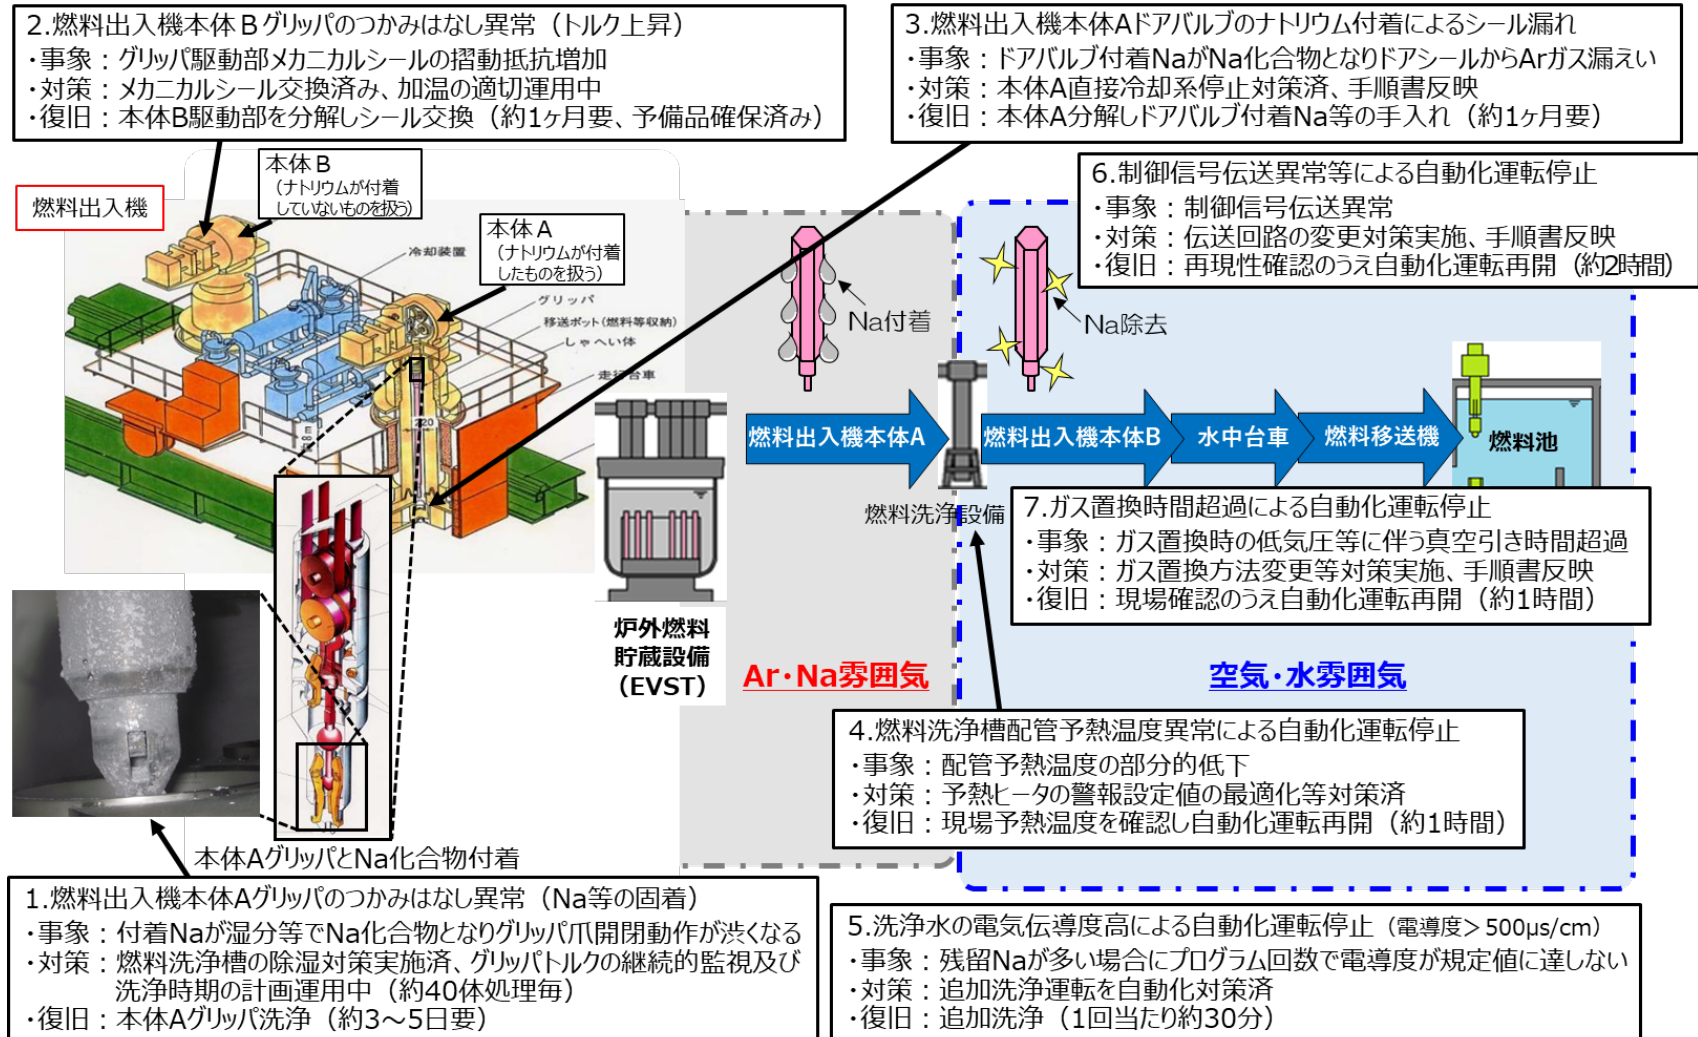 2.燃料出入機本体Bグリッパのつかみはなし異常（トルク上昇）
・事象：グリッパ駆動部メカニカルシールの摺動抵抗増加
・対策：メカニカルシール交換済み、加温の適切運用中
・復旧：本体B駆動部を分解しシール交換（約1ヶ月要、予備品確保済み）
3.燃料出入機本体Aドアバルブのナトリウム付着によるシール漏れ
・事象：ドアバルブ付着NaがNa化合物となりドアシールからArガス漏えい
・対策：本体A直接冷却系停止対策済、手順書反映
・復旧：本体A分解しドアバルブ付着Na等の手入れ（約1ヶ月要）
6.制御信号伝送異常等による自動化運転停止
・事象：制御信号伝送異常
・対策：伝送回路の変更対策実施、手順書反映
・復旧：再現性確認のうえ自動化運転再開（約2時間）
燃料出入機
本体B
（ナトリウムが付着
していないものを扱う）
本体A
（ナトリウムが付着
したものを扱う）
冷却装置
グリッパ
移送ポット(燃料等収納)
しゃへい体
走行台車
220
Na付着
Na除去
燃料出入機本体A
燃料出入機本体B
水中台車
燃料移送機
燃料池
燃料洗浄設備
炉外燃料
貯蔵設備
（EVST）
Ar・Na雰囲気
空気・水雰囲気
7.ガス置換時間超過による自動化運転停止
・事象：ガス置換時の低気圧等に伴う真空引き時間超過
・対策：ガス置換方法変更等対策実施、手順書反映
・復旧：現場確認のうえ自動化運転再開（約1時間）
4.燃料洗浄槽配管予熱温度異常による自動化運転停止
・事象：配管予熱温度の部分的低下
・対策：予熱ヒータの警報設定値の最適化等対策済
・復旧：現場予熱温度を確認し自動化運転再開（約1時間）
本体AグリッパとNa化合物付着
1.燃料出入機本体Aグリッパのつかみはなし異常（Na等の固着）
・事象：付着Naが湿分等でNa化合物となりグリッパ爪開閉動作が渋くなる
・対策：燃料洗浄槽の除湿対策実施済、グリッパトルクの継続的監視及び
洗浄時期の計画運用中（約40体処理毎）
・復旧：本体Aグリッパ洗浄（約3～5日要）
5.洗浄水の電気伝導度高による自動化運転停止（電導度＞500μs/cm）
・事象：残留Naが多い場合にプログラム回数で電導度が規定値に達しない
・対策：追加洗浄運転を自動化対策済
・復旧：追加洗浄（1回当たり約30分）